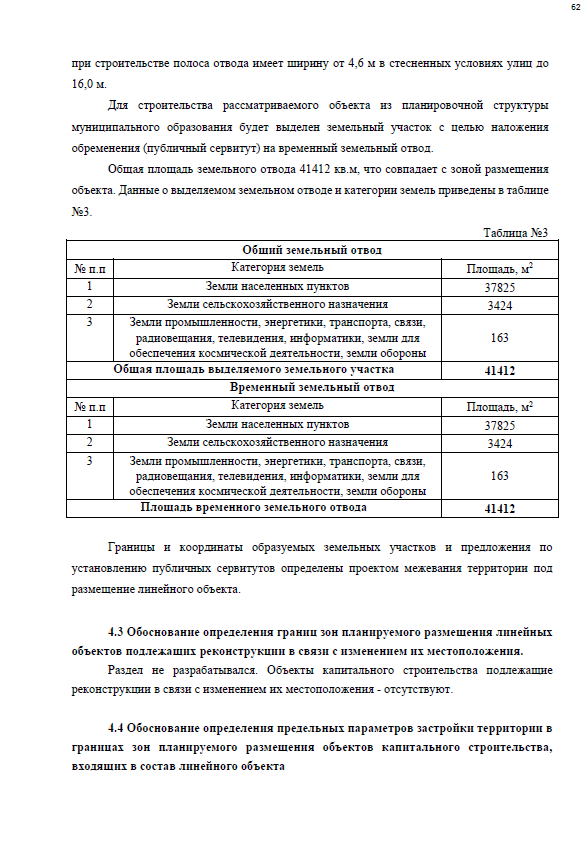 62
при строительстве полоса отвода имеет ширину от 4,6 м в стесненных условиях улиц до
16,0 м.
Для строительства рассматриваемого объекта из планировочной структуры
муниципального образования будет выделен земельный участок с целью наложения
обременения (публичный сервитут) на временный земельный отвод.
Общая площадь земельного отвода 41412 кв.м, что совпадает с зоной размещения
объекта. Данные о выделяемом земельном отводе и категории земель приведены в таблице
№3.
Таблица №3
Общий земельный отвод
№ п.п Категория земель Площадь, м2
1 Земли населенных пунктов 37825
2 Земли сельскохозяйственного назначения 3424
3 Земли промышленности, энергетики, транспорта, связи,
радиовещания, телевидения, информатики, земли для 163
обеспечения космической деятельности, земли обороны
Общая площадь выделяемого земельного участка 41412
Временный земельный отвод
№ п.п Категория земель Площадь, м2
1 Земли населенных пунктов 37825
2 Земли сельскохозяйственного назначения 3424
3 Земли промышленности, энергетики, транспорта, связи,
радиовещания, телевидения, информатики, земли для 163
обеспечения космической деятельности, земли обороны
Площадь временного земельного отвода 41412
Границы и координаты образуемых земельных участков и предложения по
установлению публичных сервитутов определены проектом межевания территории под
размещение линейного объекта.
4.3 Обоснование определения границ зон планируемого размещения линейных
объектов подлежащих реконструкции в связи с изменением их местоположения.
Раздел не разрабатывался. Объекты капитального строительства подлежащие
реконструкции в связи с изменением их местоположения - отсутствуют.
4.4 Обоснование определения предельных параметров застройки территории в
границах зон планируемого размещения объектов капитального строительства,
входящих в состав линейного объекта